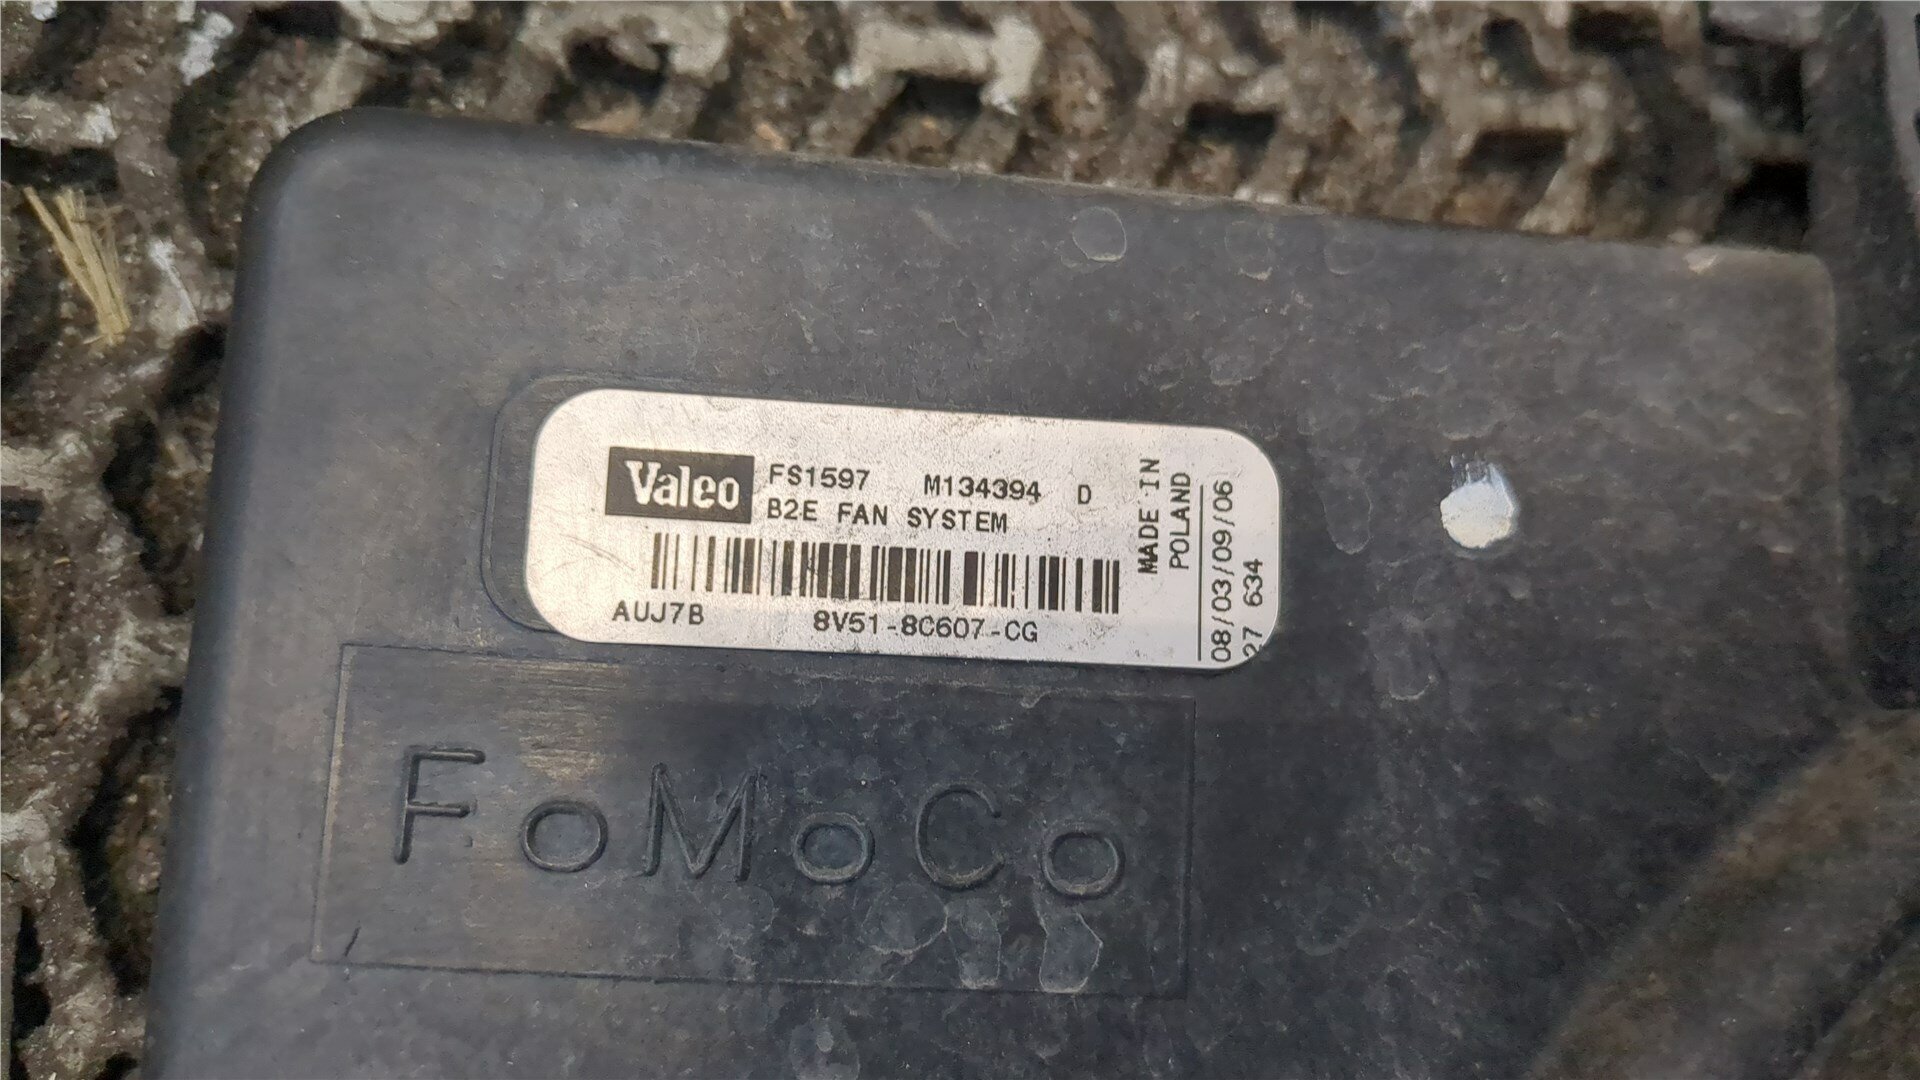 Valeo FS1597 M134394 D
B2E FAN SYSTEM
AUJ7B 8V51-8C607-CG
MADE IN
POLAND
08/03/09/06
27 634
FoMoCo